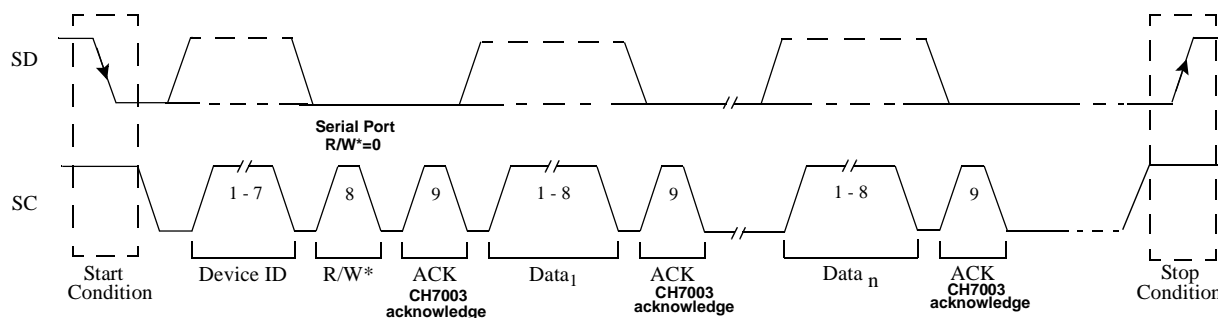 SD
Serial Port
R/W*=0
SC
1 - 7
8
9
1 - 8
9
1 - 8
9
Start
Condition
Device ID
R/W*
ACK
CH7003
acknowledge
Data1
ACK
CH7003
acknowledge
Data n
ACK
CH7003
acknowledge
Stop
Condition